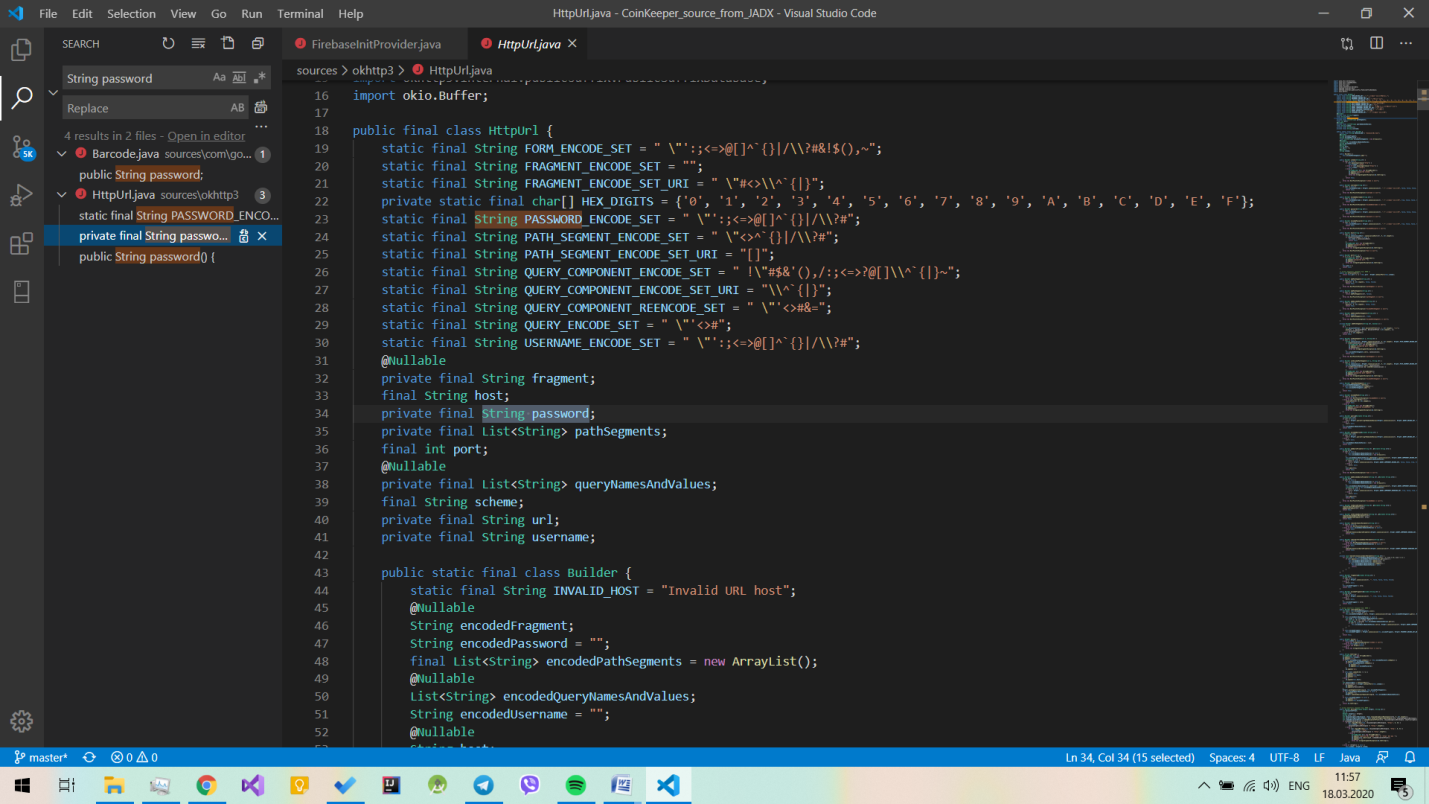 File Edit Selection View Go Run Terminal Help
HttpUrl.java - CoinKeeper_source_from_JADX - Visual Studio Code
SEARCH
String password
Aa Abl .*
Replace
AB
4 results in 2 files - Open in editor
Barcode.java sources\com\go... 1
public String password;
HttpUrl.java sources\okhttp3 3
static final String PASSWORD_ENCO...
private final String passwo...
public String password() {
5K
FirebaseInitProvider.java
HttpUrl.java
sources > okhttp3 > HttpUrl.java
16 import okio.Buffer;
17
18 public final class HttpUrl {
19 static final String FORM_ENCODE_SET = " \"':;<=>@[]^`{}|/\\?#&!$(),~";
20 static final String FRAGMENT_ENCODE_SET = "";
21 static final String FRAGMENT_ENCODE_SET_URI = " \"#<>\\^`{|}";
22 private static final char[] HEX_DIGITS = {'0', '1', '2', '3', '4', '5', '6', '7', '8', '9', 'A', 'B', 'C', 'D', 'E', 'F'};
23 static final String PASSWORD_ENCODE_SET = " \"':;<=>@[]^`{}|/\\?#";
24 static final String PATH_SEGMENT_ENCODE_SET = " \"<>^`{}|/\\?#";
25 static final String PATH_SEGMENT_ENCODE_SET_URI = "[]";
26 static final String QUERY_COMPONENT_ENCODE_SET = " !\"#$&'(),/:;<=>?@[]\\^`{|}~";
27 static final String QUERY_COMPONENT_ENCODE_SET_URI = "\\^`{|}";
28 static final String QUERY_COMPONENT_REENCODE_SET = " \"'<>#&=";
29 static final String QUERY_ENCODE_SET = " \"'<>#";
30 static final String USERNAME_ENCODE_SET = " \"':;<=>@[]^`{}|/\\?#";
31 @Nullable
32 private final String fragment;
33 final String host;
34 private final String password;
35 private final List<String> pathSegments;
36 final int port;
37 @Nullable
38 private final List<String> queryNamesAndValues;
39 final String scheme;
40 private final String url;
41 private final String username;
42
43 public static final class Builder {
44 static final String INVALID_HOST = "Invalid URL host";
45 @Nullable
46 String encodedFragment;
47 String encodedPassword = "";
48 final List<String> encodedPathSegments = new ArrayList();
49 @Nullable
50 List<String> encodedQueryNamesAndValues;
51 String encodedUsername = "";
52 @Nullable
master* 0 0
Ln 34, Col 34 (15 selected) Spaces: 4 UTF-8 LF Java
ENG
11:57
18.03.2020
5